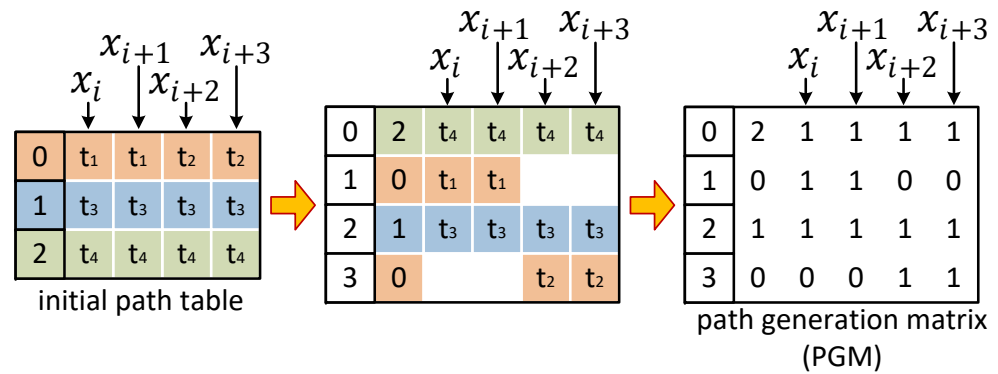 x_{i+1} x_{i+3}
x_i x_{i+2}
0 t₁ t₁ t₂ t₂
1 t₃ t₃ t₃ t₃
2 t₄ t₄ t₄ t₄
initial path table
x_{i+1} x_{i+3}
x_i x_{i+2}
0 2 t₄ t₄ t₄ t₄
1 0 t₁ t₁
2 1 t₃ t₃ t₃ t₃
3 0 t₂ t₂
x_{i+1} x_{i+3}
x_i x_{i+2}
0 2 1 1 1 1
1 0 1 1 0 0
2 1 1 1 1 1
3 0 0 0 1 1
path generation matrix
(PGM)